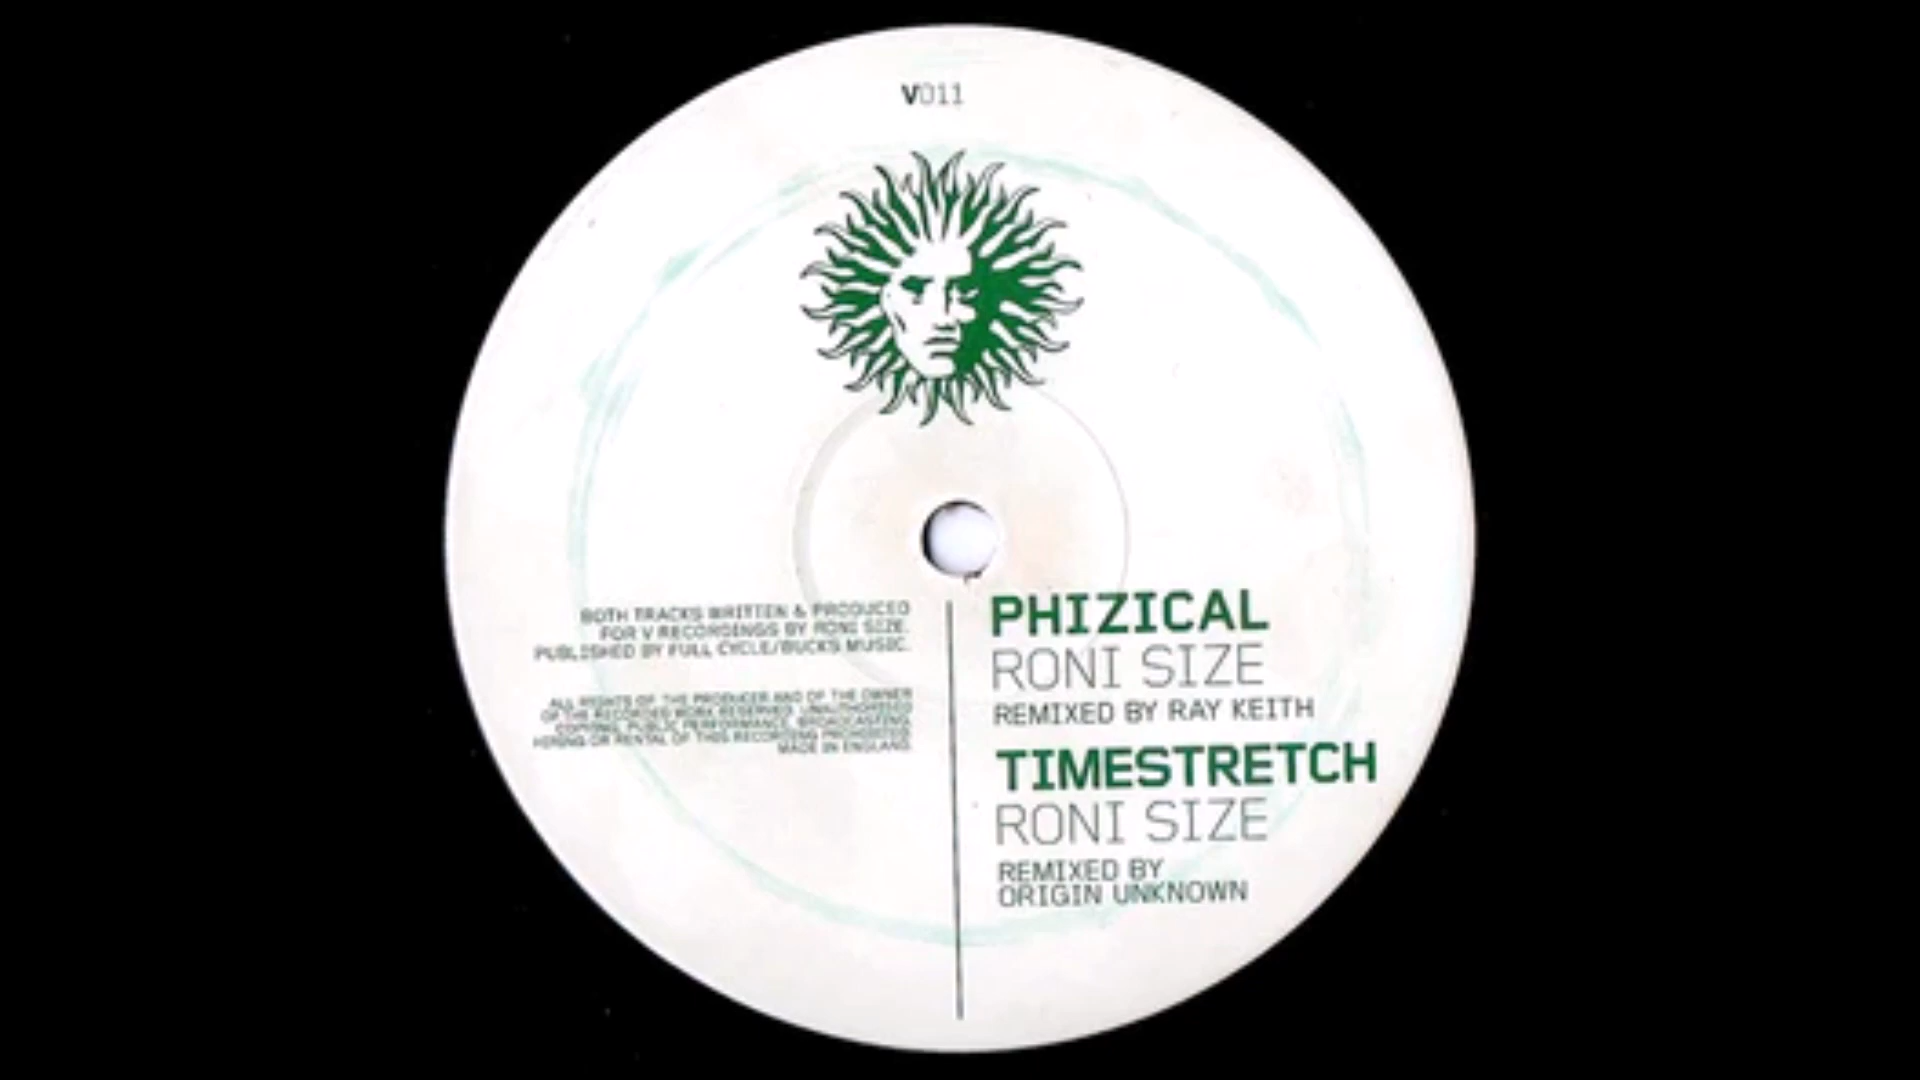 V011
BOTH TRACKS WRITTEN & PRODUCED
FOR V RECORDINGS BY RONI SIZE.
PUBLISHED BY FULL CYCLE/BUCKS MUSIC.
ALL RIGHTS OF THE PRODUCER AND OF THE OWNER
OF THE RECORDED WORK RESERVED. UNAUTHORISED
COPYING, PUBLIC PERFORMANCE, BROADCASTING,
HIRING OR RENTAL OF THIS RECORDING PROHIBITED.
MADE IN ENGLAND.
PHIZICAL
RONI SIZE
REMIXED BY RAY KEITH
TIMESTRETCH
RONI SIZE
REMIXED BY
ORIGIN UNKNOWN